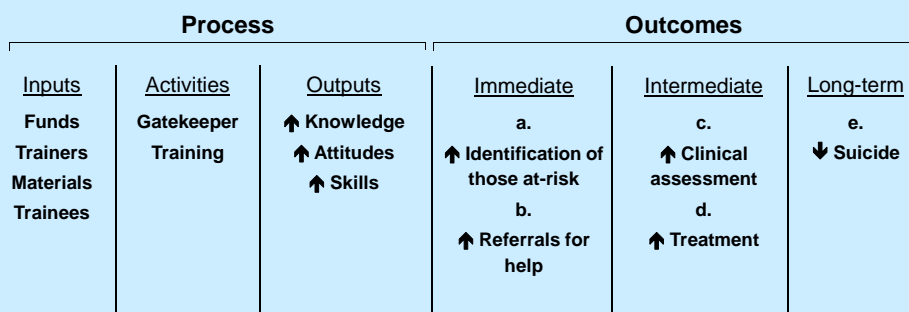 Process
Outcomes
Inputs
Funds
Trainers
Materials
Trainees
Activities
Gatekeeper
Training
Outputs
↑ Knowledge
↑ Attitudes
↑ Skills
Immediate
a.
↑ Identification of
those at-risk
b.
↑ Referrals for
help
Intermediate
c.
↑ Clinical
assessment
d.
↑ Treatment
Long-term
e.
↓ Suicide